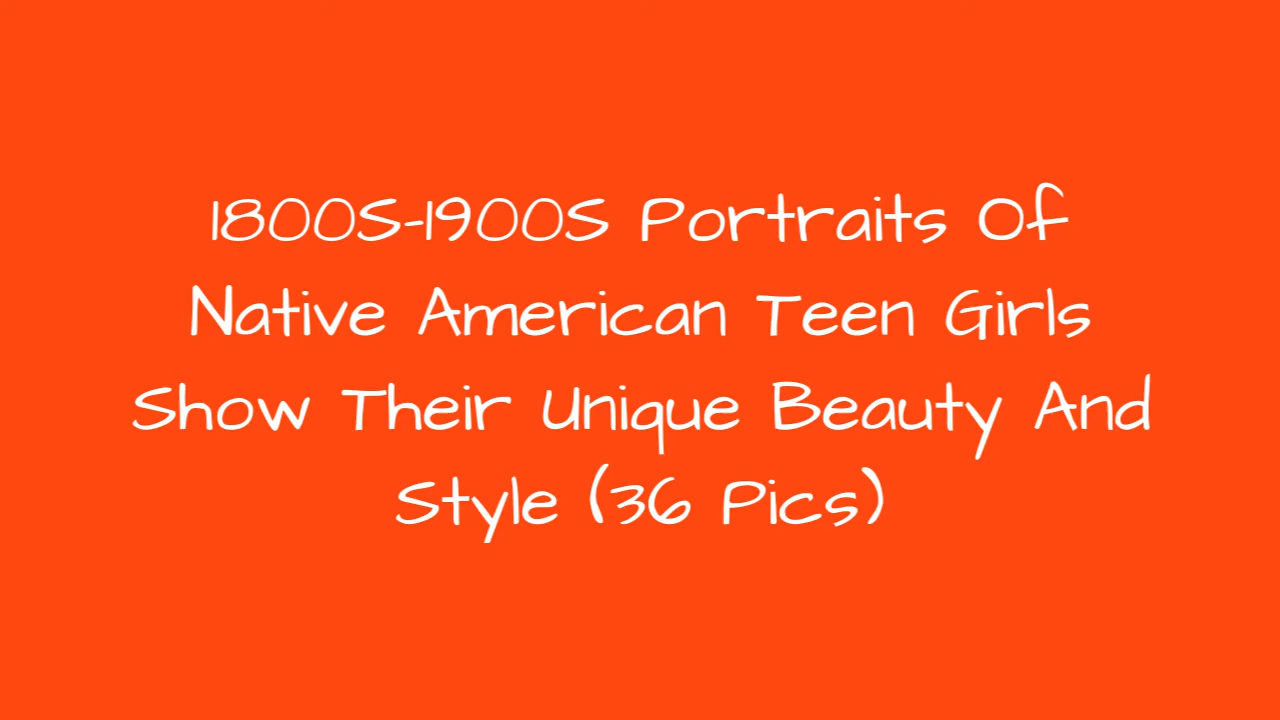 1800S-1900S Portraits Of
Native American Teen Girls
Show Their Unique Beauty And
Style (36 Pics)